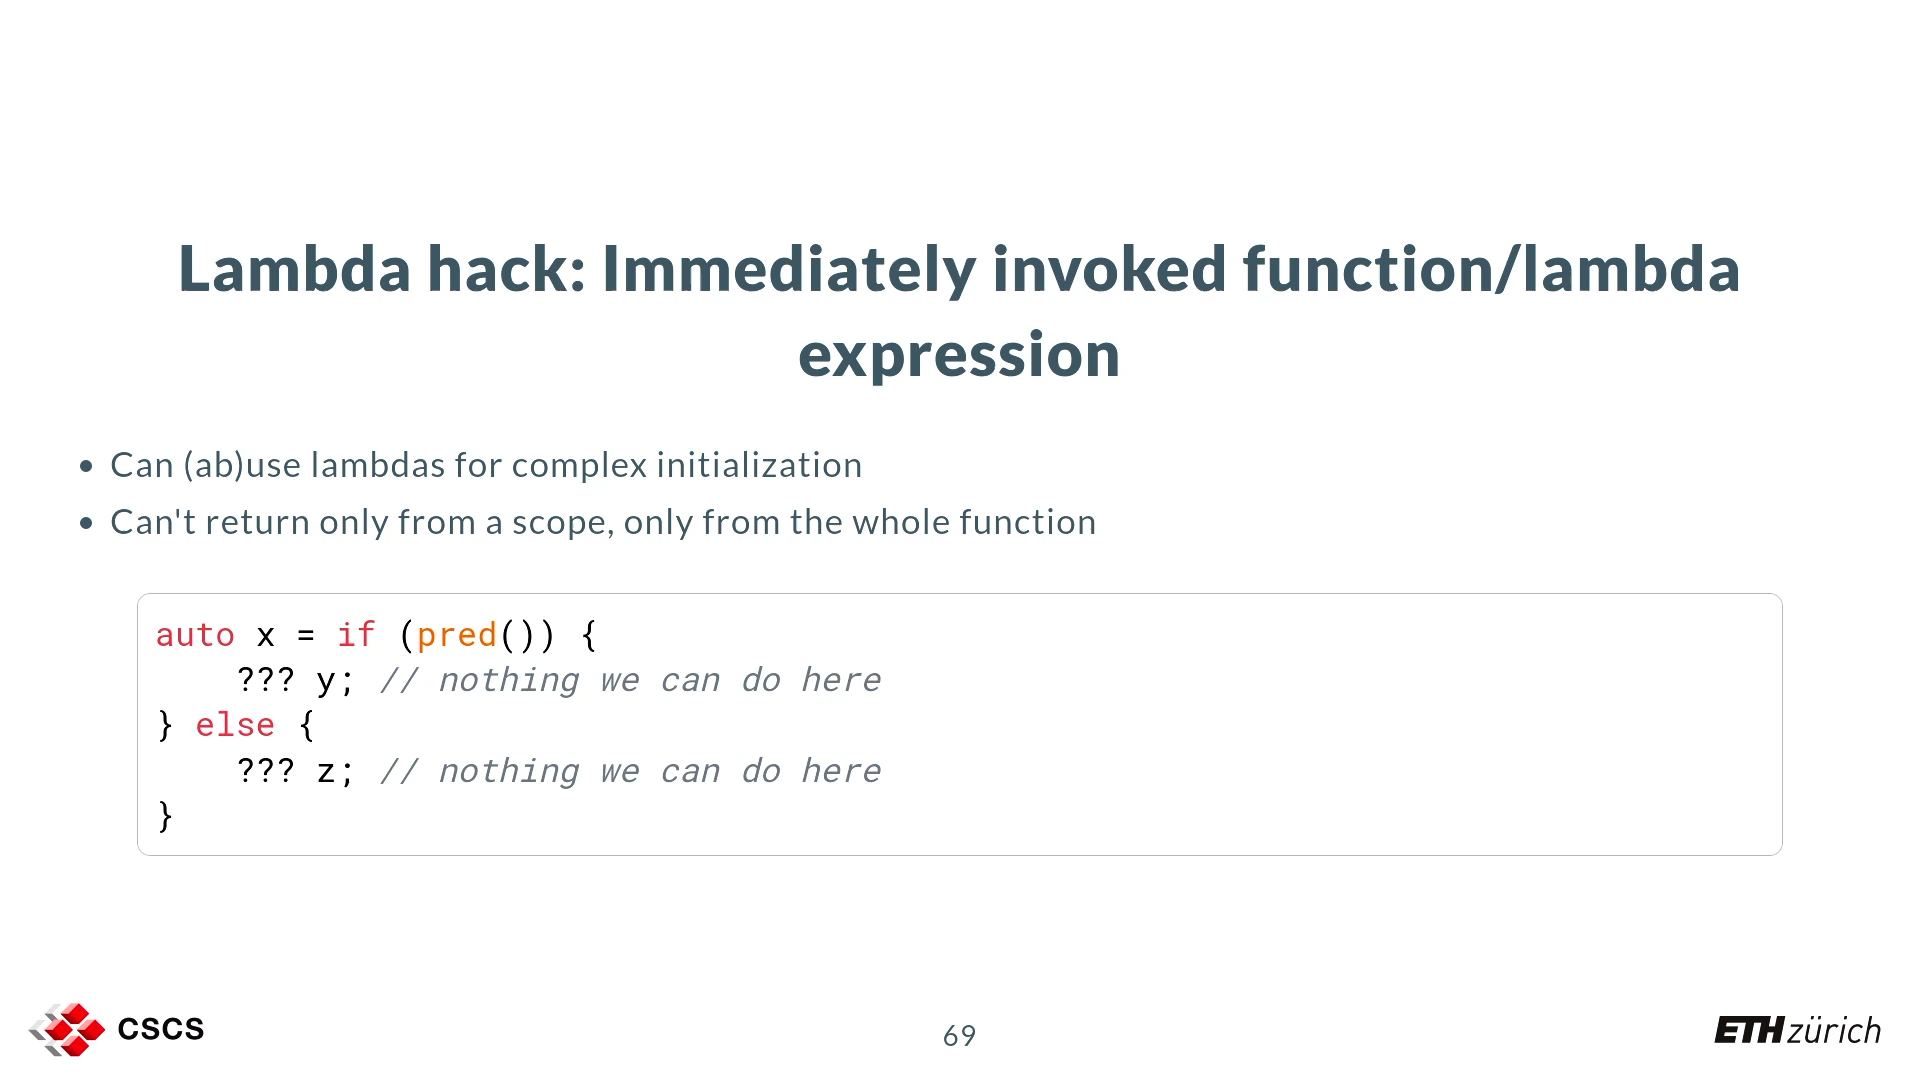 Lambda hack: Immediately invoked function/lambda
expression
• Can (ab)use lambdas for complex initialization
• Can't return only from a scope, only from the whole function
auto x = if (pred()) {
    ??? y; // nothing we can do here
} else {
    ??? z; // nothing we can do here
}
CSCS
69
ETH zürich